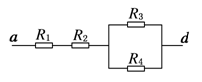 R₃
a R₁ R₂ d
R₄